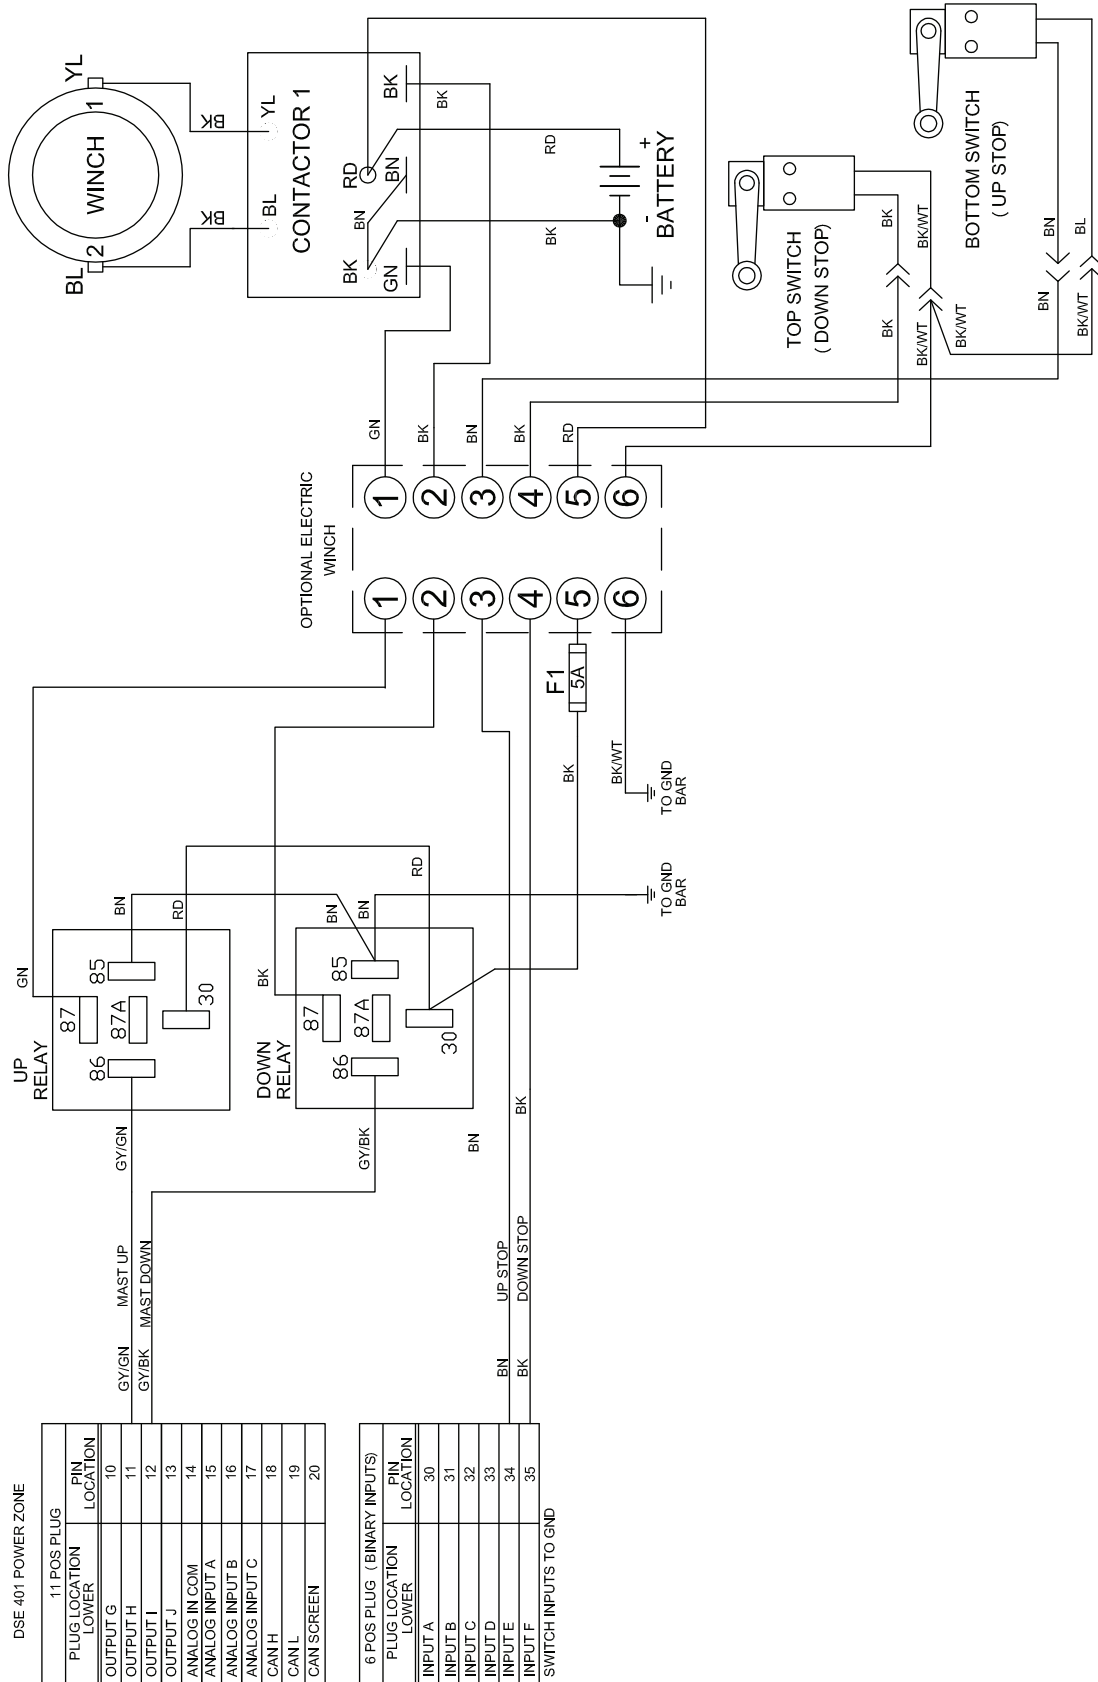 DSE 401 POWER ZONE
11 POS PLUG
PLUG LOCATION
LOWER
PIN
LOCATION
OUTPUT G 10
OUTPUT H 11
OUTPUT I 12
OUTPUT J 13
ANALOG IN COM 14
ANALOG INPUT A 15
ANALOG INPUT B 16
ANALOG INPUT C 17
CAN H 18
CAN L 19
CAN SCREEN 20
6 POS PLUG ( BINARY INPUTS)
PLUG LOCATION
LOWER
PIN
LOCATION
INPUT A 30
INPUT B 31
INPUT C 32
INPUT D 33
INPUT E 34
INPUT F 35
SWITCH INPUTS TO GND
GY/GN
MAST UP
GY/GN
GY/BK
MAST DOWN
GY/BK
BN
UP STOP
BN
BK
DOWN STOP
BK
UP
RELAY
86
87
87A
85
30
GN
BN
RD
DOWN
RELAY
86
87
87A
85
30
BK
BN
BN
RD
TO GND
BAR
BK
F1
5A
BK/WT
TO GND
BAR
OPTIONAL ELECTRIC
WINCH
1
2
3
4
5
6
1
2
3
4
5
6
GN
BK
BN
BK
RD
WINCH
BL
2
1
YL
BK
BK
BL
YL
CONTACTOR 1
BK
GN
BN
BN
RD
BK
BK
BK
RD
-
+
BATTERY
-
TOP SWITCH
( DOWN STOP)
BK
BK
BK/WT
BK/WT
BK/WT
BOTTOM SWITCH
( UP STOP)
BN
BN
BL
BK/WT